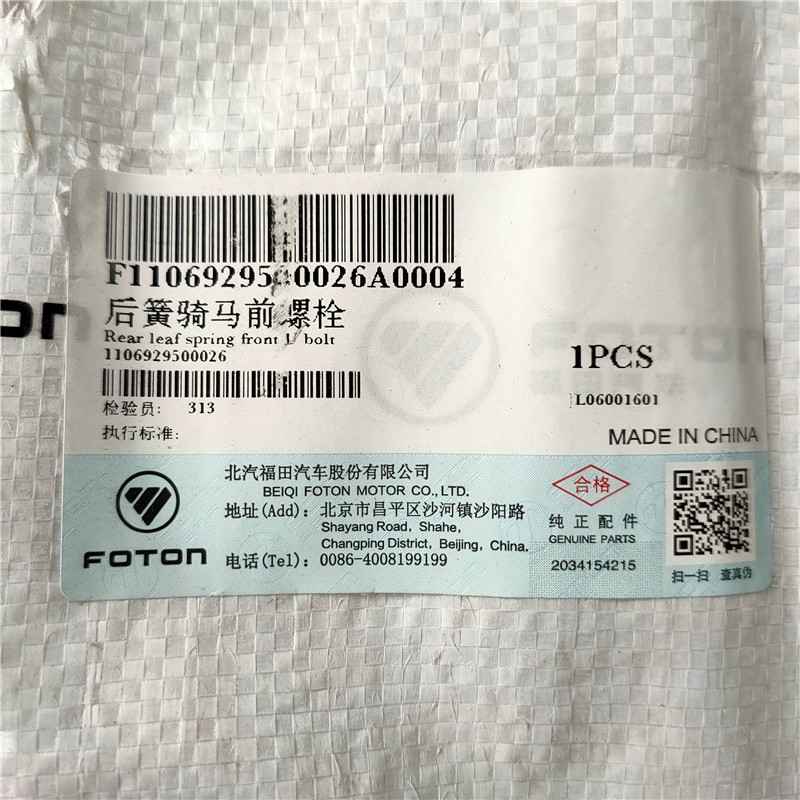 F1106929500026A0004
后簧骑马前螺栓
Rear leaf spring front U bolt
1106929500026
1PCS
L06001601
检验员: 313
执行标准:
MADE IN CHINA
FOTON
北汽福田汽车股份有限公司
BEIQI FOTON MOTOR CO.,LTD.
地址(Add): 北京市昌平区沙河镇沙阳路
Shayang Road, Shahe,
Changping District, Beijing, China.
电话(Tel): 0086-4008199199
合格
纯正配件
GENUINE PARTS
2034154215
扫一扫 查真伪